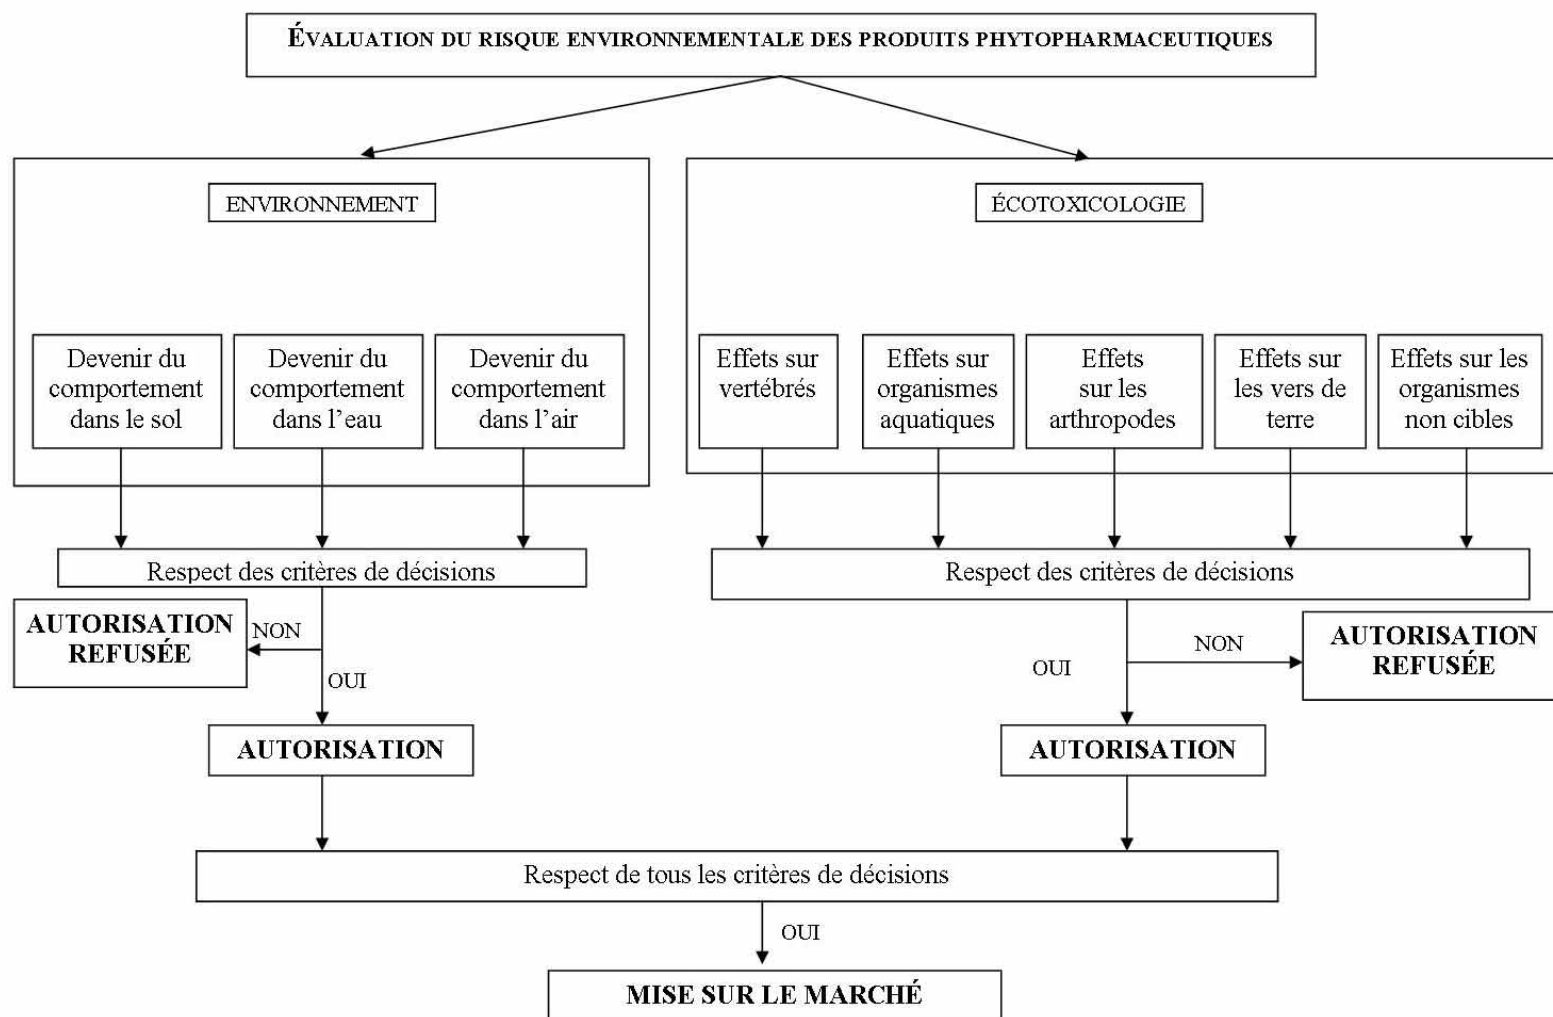 ÉVALUATION DU RISQUE ENVIRONNEMENTALE DES PRODUITS PHYTOPHARMACEUTIQUES
ENVIRONNEMENT
Devenir du
comportement
dans le sol
Devenir du
comportement
dans l’eau
Devenir du
comportement
dans l’air
Respect des critères de décisions
AUTORISATION
REFUSÉE
NON
OUI
AUTORISATION
ÉCOTOXICOLOGIE
Effets sur
vertébrés
Effets sur
organismes
aquatiques
Effets
sur les
arthropodes
Effets sur
les vers de
terre
Effets sur les
organismes
non cibles
Respect des critères de décisions
OUI
NON
AUTORISATION
REFUSÉE
AUTORISATION
Respect de tous les critères de décisions
OUI
MISE SUR LE MARCHÉ